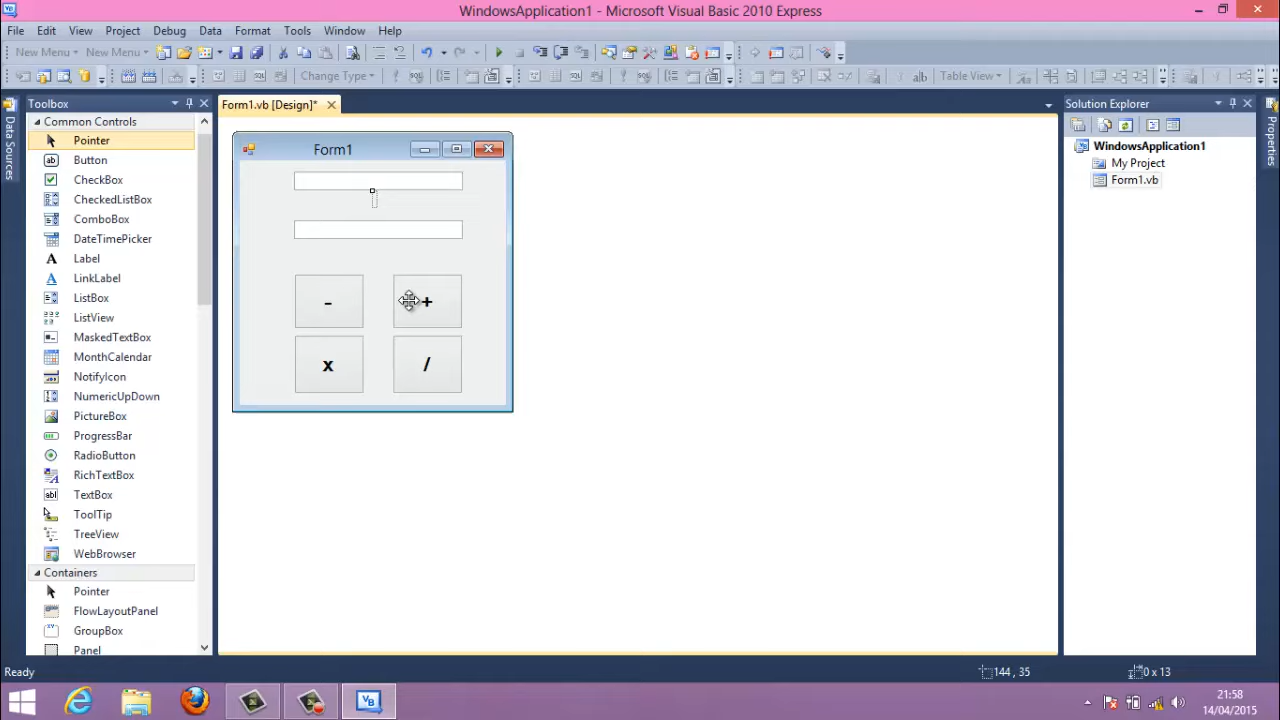 WindowsApplication1 - Microsoft Visual Basic 2010 Express
File Edit View Project Debug Data Format Tools Window Help
New Menu New Menu
Change Type Table View
Toolbox
Form1.vb [Design]*
Solution Explorer
Data Sources
Properties
Common Controls
Pointer
Button
CheckBox
CheckedListBox
ComboBox
DateTimePicker
Label
LinkLabel
ListBox
ListView
MaskedTextBox
MonthCalendar
NotifyIcon
NumericUpDown
PictureBox
ProgressBar
RadioButton
RichTextBox
TextBox
ToolTip
TreeView
WebBrowser
Containers
Pointer
FlowLayoutPanel
GroupBox
Panel
Form1
- +
x /
WindowsApplication1
My Project
Form1.vb
Ready
144 , 35
0 x 13
21:58
14/04/2015